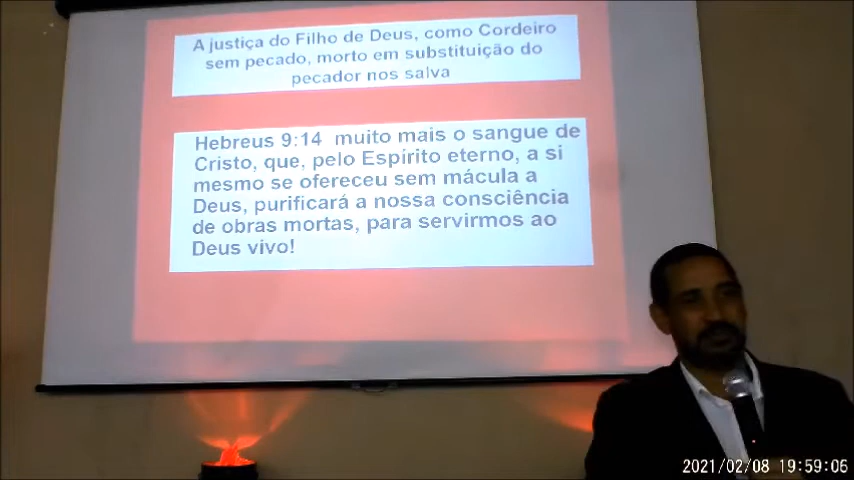 A justiça do Filho de Deus, como Cordeiro
sem pecado, morto em substituição do
pecador nos salva
Hebreus 9:14 muito mais o sangue de
Cristo, que, pelo Espírito eterno, a si
mesmo se ofereceu sem mácula a
Deus, purificará a nossa consciência
de obras mortas, para servirmos ao
Deus vivo!
2021/02/08 19:59:06